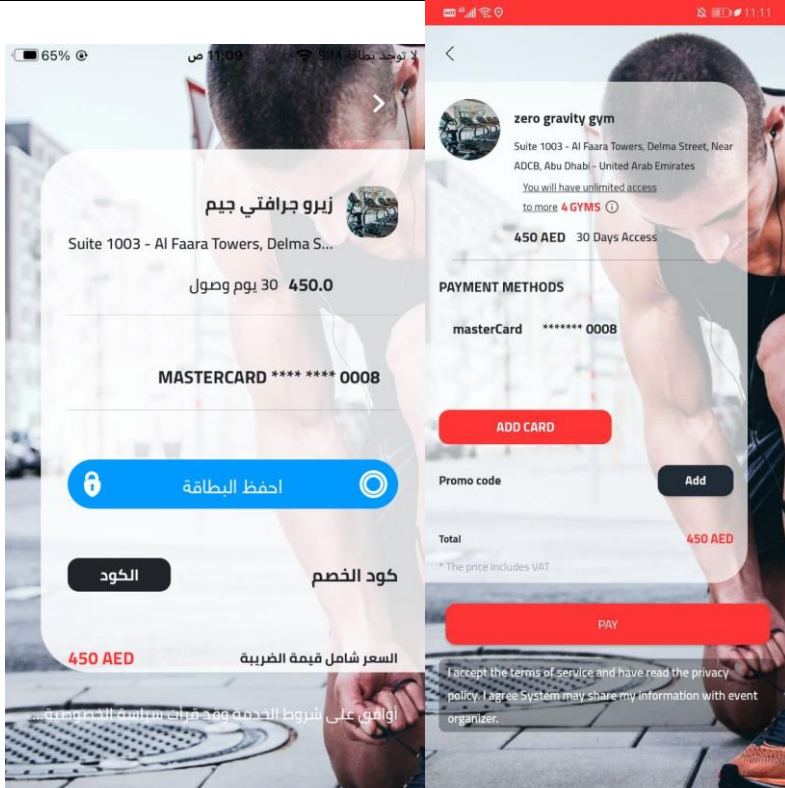 65%
11:09 ص
لا توجد بطاقة SIM
زيرو جرافتي جيم
Suite 1003 - Al Faara Towers, Delma S...
450.0 30 يوم وصول
MASTERCARD **** **** 0008
احفظ البطاقة
كود الخصم
الكود
السعر شامل قيمة الضريبة
450 AED
أوافق على شروط الخدمة وقد قرأت سياسة الخصوصية...
11:11
zero gravity gym
Suite 1003 - Al Faara Towers, Delma Street, Near
ADCB, Abu Dhabi - United Arab Emirates
You will have unlimited access
to more 4 GYMS
450 AED 30 Days Access
PAYMENT METHODS
masterCard ******* 0008
ADD CARD
Promo code
Add
Total
450 AED
* The price includes VAT
PAY
I accept the terms of service and have read the privacy
policy. I agree System may share my information with event
organizer.